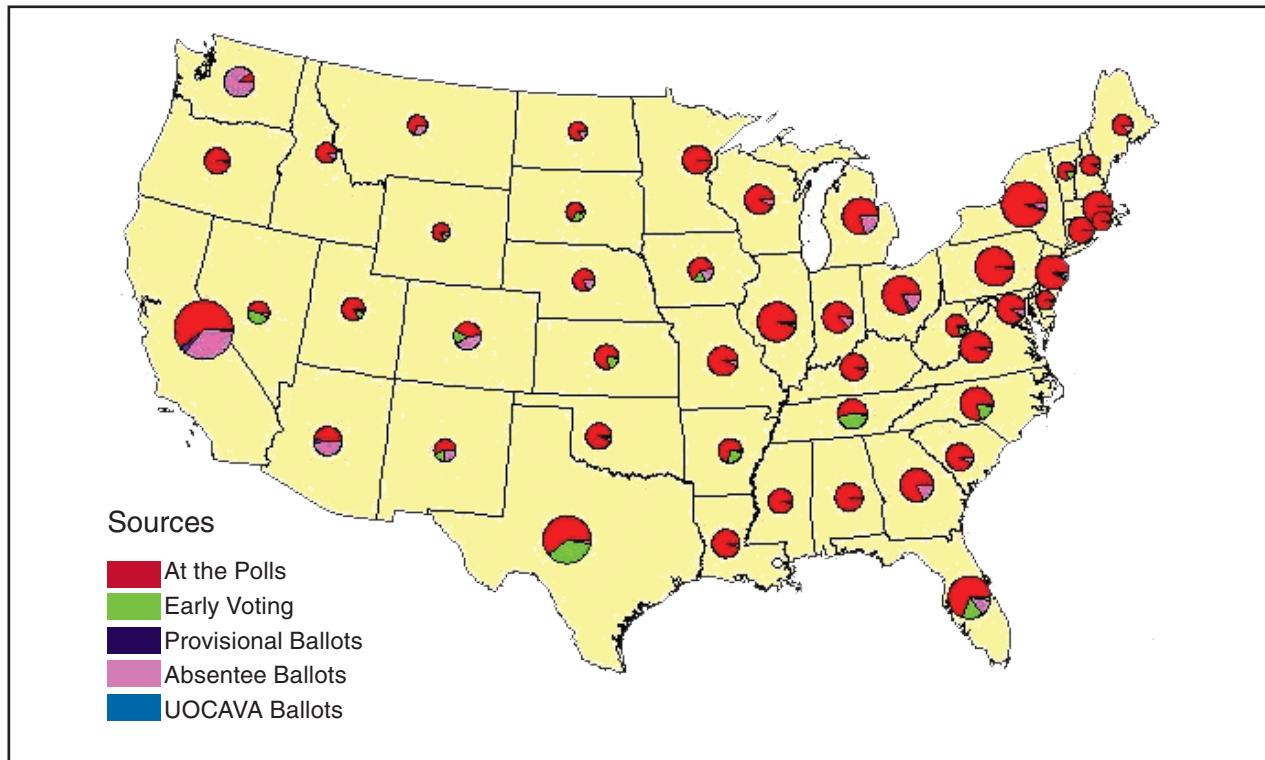 Sources
At the Polls
Early Voting
Provisional Ballots
Absentee Ballots
UOCAVA Ballots